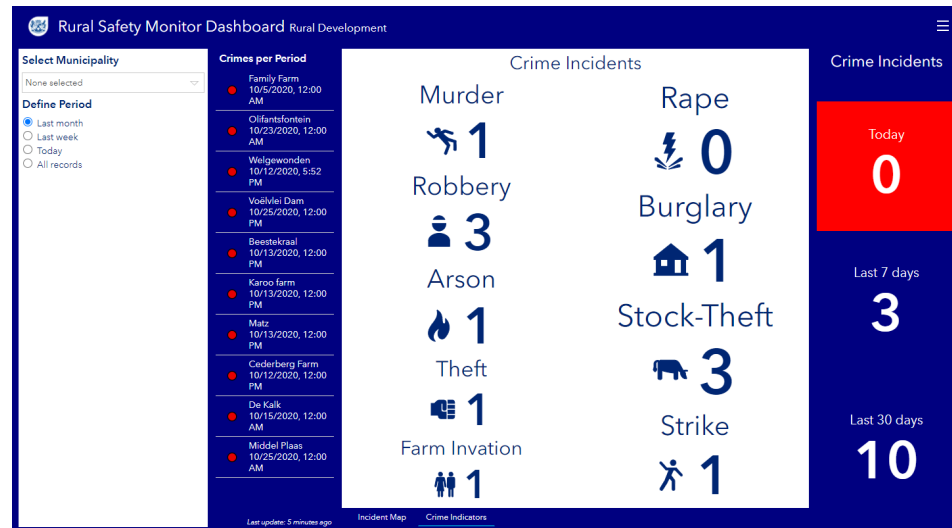 Rural Safety Monitor Dashboard Rural Development
Select Municipality
None selected
Define Period
Last month
Last week
Today
All records
Crimes per Period
Family Farm
10/5/2020, 12:00
AM
Olifantsfontein
10/23/2020, 12:00
AM
Welgewonden
10/12/2020, 5:52
PM
Voëlvlei Dam
10/25/2020, 12:00
PM
Beestekraal
10/13/2020, 12:00
PM
Karoo farm
10/13/2020, 12:00
PM
Matz
10/13/2020, 12:00
PM
Cederberg Farm
10/12/2020, 12:00
PM
De Kalk
10/15/2020, 12:00
AM
Middel Plaas
10/25/2020, 12:00
AM
Last update: 5 minutes ago
Crime Incidents
Murder
1
Rape
0
Robbery
3
Burglary
1
Arson
1
Stock-Theft
3
Theft
1
Strike
1
Farm Invation
1
Incident Map
Crime Indicators
Crime Incidents
Today
0
Last 7 days
3
Last 30 days
10